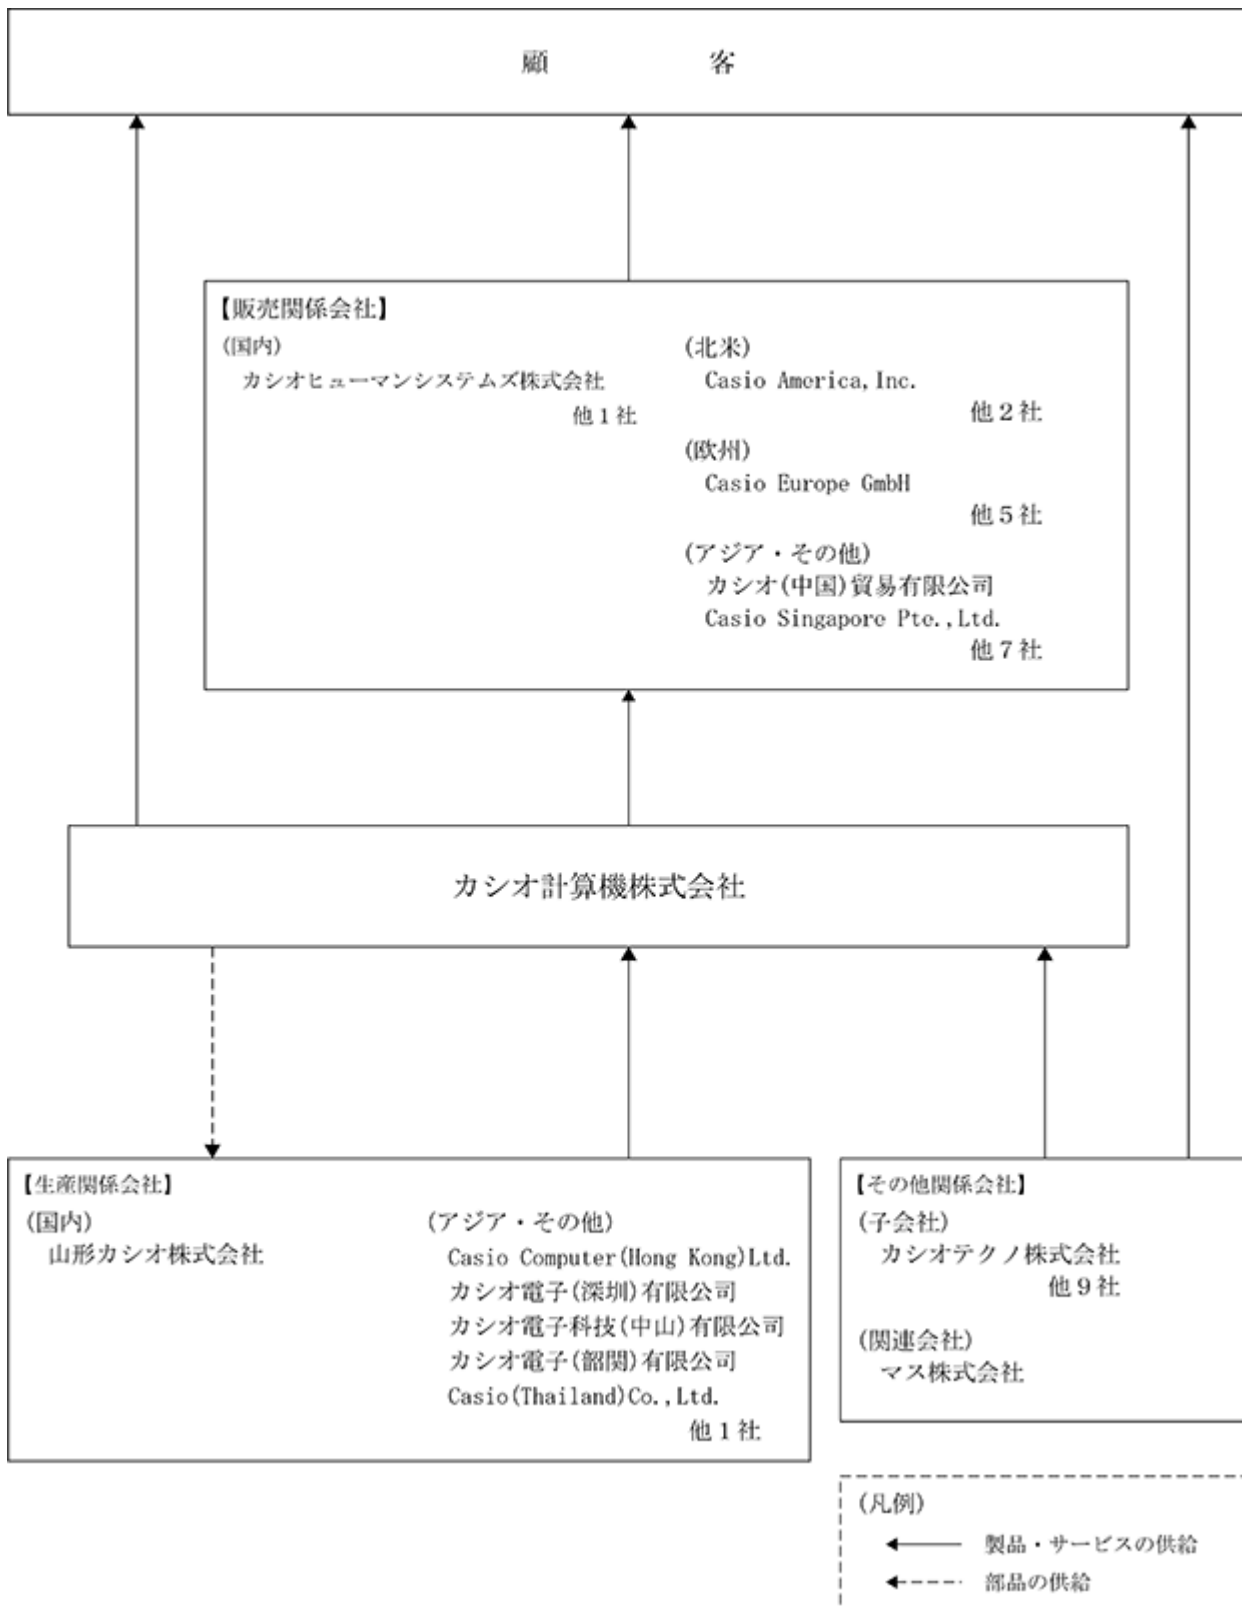 顧　客
【販売関係会社】
(国内)
カシオヒューマンシステムズ株式会社
他1社
(北米)
Casio America,Inc.
他2社
(欧州)
Casio Europe GmbH
他5社
(アジア・その他)
カシオ(中国)貿易有限公司
Casio Singapore Pte.,Ltd.
他7社
カシオ計算機株式会社
【生産関係会社】
(国内)
山形カシオ株式会社
(アジア・その他)
Casio Computer(Hong Kong)Ltd.
カシオ電子(深圳)有限公司
カシオ電子科技(中山)有限公司
カシオ電子(韶関)有限公司
Casio(Thailand)Co.,Ltd.
他1社
【その他関係会社】
(子会社)
カシオテクノ株式会社
他9社
(関連会社)
マス株式会社
(凡例)
製品・サービスの供給
部品の供給